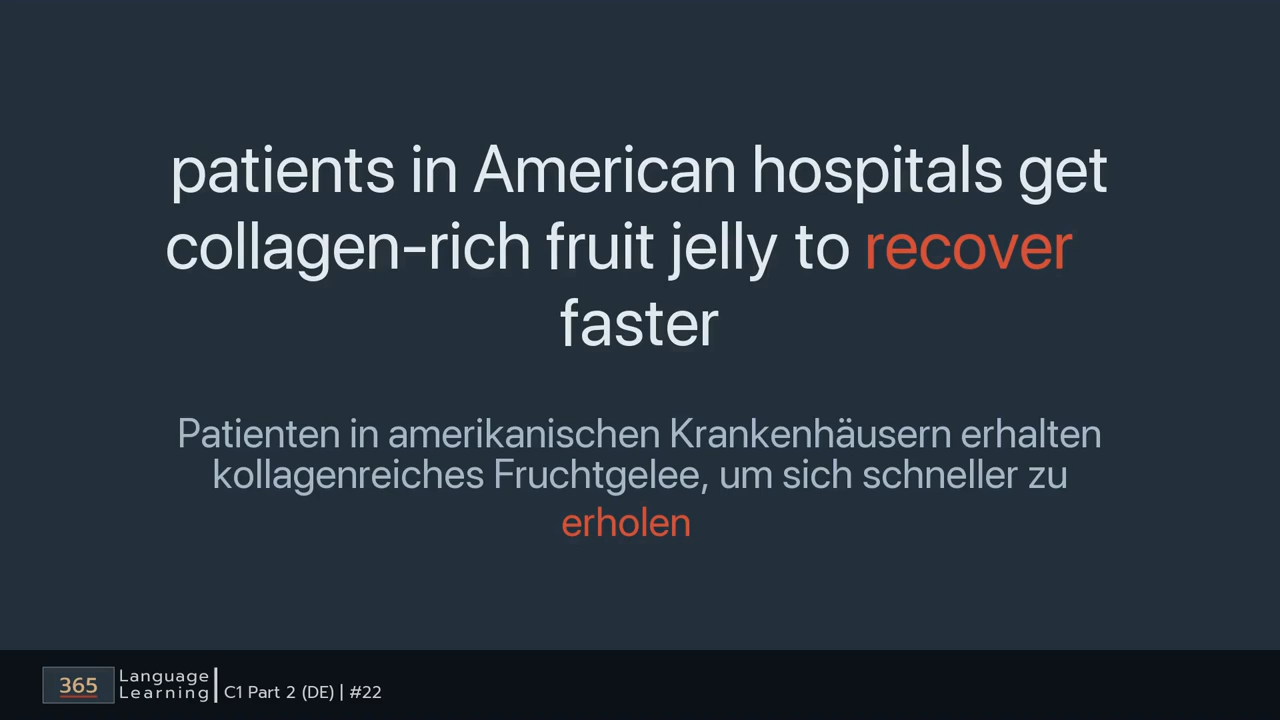 patients in American hospitals get
collagen-rich fruit jelly to recover
faster
Patienten in amerikanischen Krankenhäusern erhalten
kollagenreiches Fruchtgelee, um sich schneller zu
erholen
365 Language
Learning
C1 Part 2 (DE) | #22